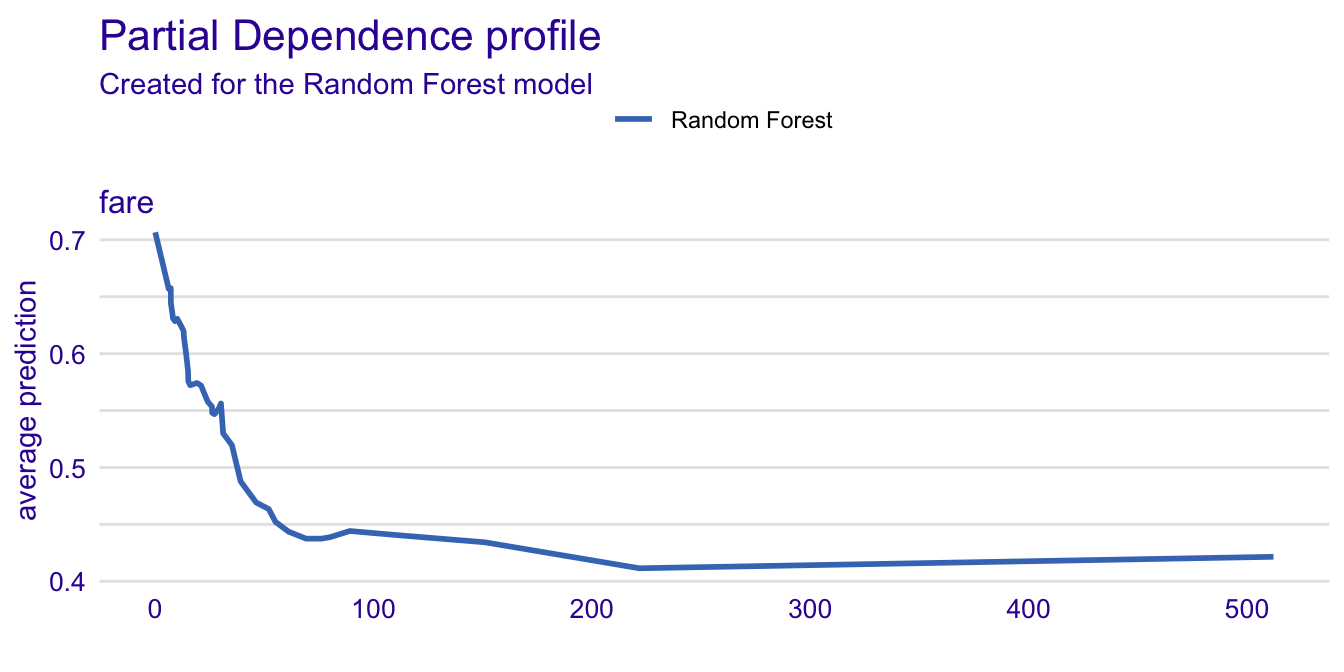 Partial Dependence profile
Created for the Random Forest model
Random Forest
fare
average prediction
0.7
0.6
0.5
0.4
0 100 200 300 400 500